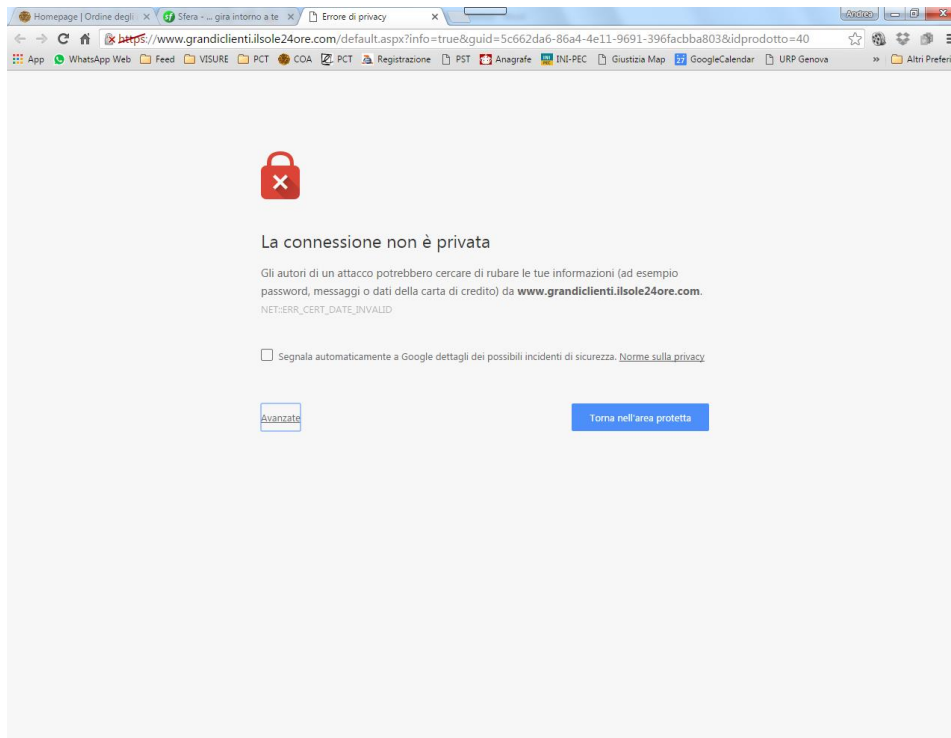 Homepage | Ordine degli
Sfera - ... gira intorno a te
Errore di privacy
Andrea
https://www.grandiclienti.ilsole24ore.com/default.aspx?info=true&guid=5c662da6-86a4-4e11-9691-396facbba803&idprodotto=40
App WhatsApp Web Feed VISURE PCT COA PCT Registrazione PST Anagrafe INI-PEC Giustizia Map 27 GoogleCalendar URP Genova » Altri Preferi
La connessione non è privata
Gli autori di un attacco potrebbero cercare di rubare le tue informazioni (ad esempio
password, messaggi o dati della carta di credito) da www.grandiclienti.ilsole24ore.com.
NET::ERR_CERT_DATE_INVALID
Segnala automaticamente a Google dettagli dei possibili incidenti di sicurezza. Norme sulla privacy
Avanzate
Torna nell'area protetta